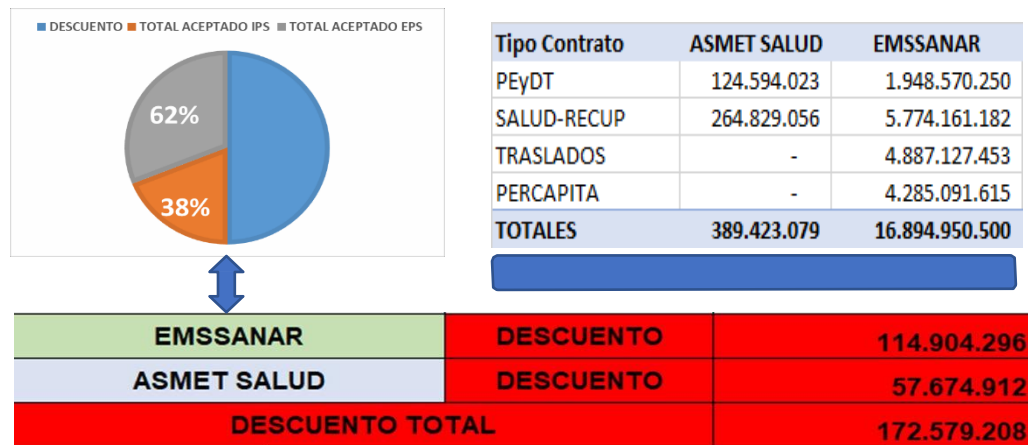 DESCUENTO TOTAL ACEPTADO IPS TOTAL ACEPTADO EPS
62%
38%
Tipo Contrato ASMET SALUD EMSSANAR
PEyDT 124.594.023 1.948.570.250
SALUD-RECUP 264.829.056 5.774.161.182
TRASLADOS - 4.887.127.453
PERCAPITA - 4.285.091.615
TOTALES 389.423.079 16.894.950.500
EMSSANAR DESCUENTO 114.904.296
ASMET SALUD DESCUENTO 57.674.912
DESCUENTO TOTAL 172.579.208